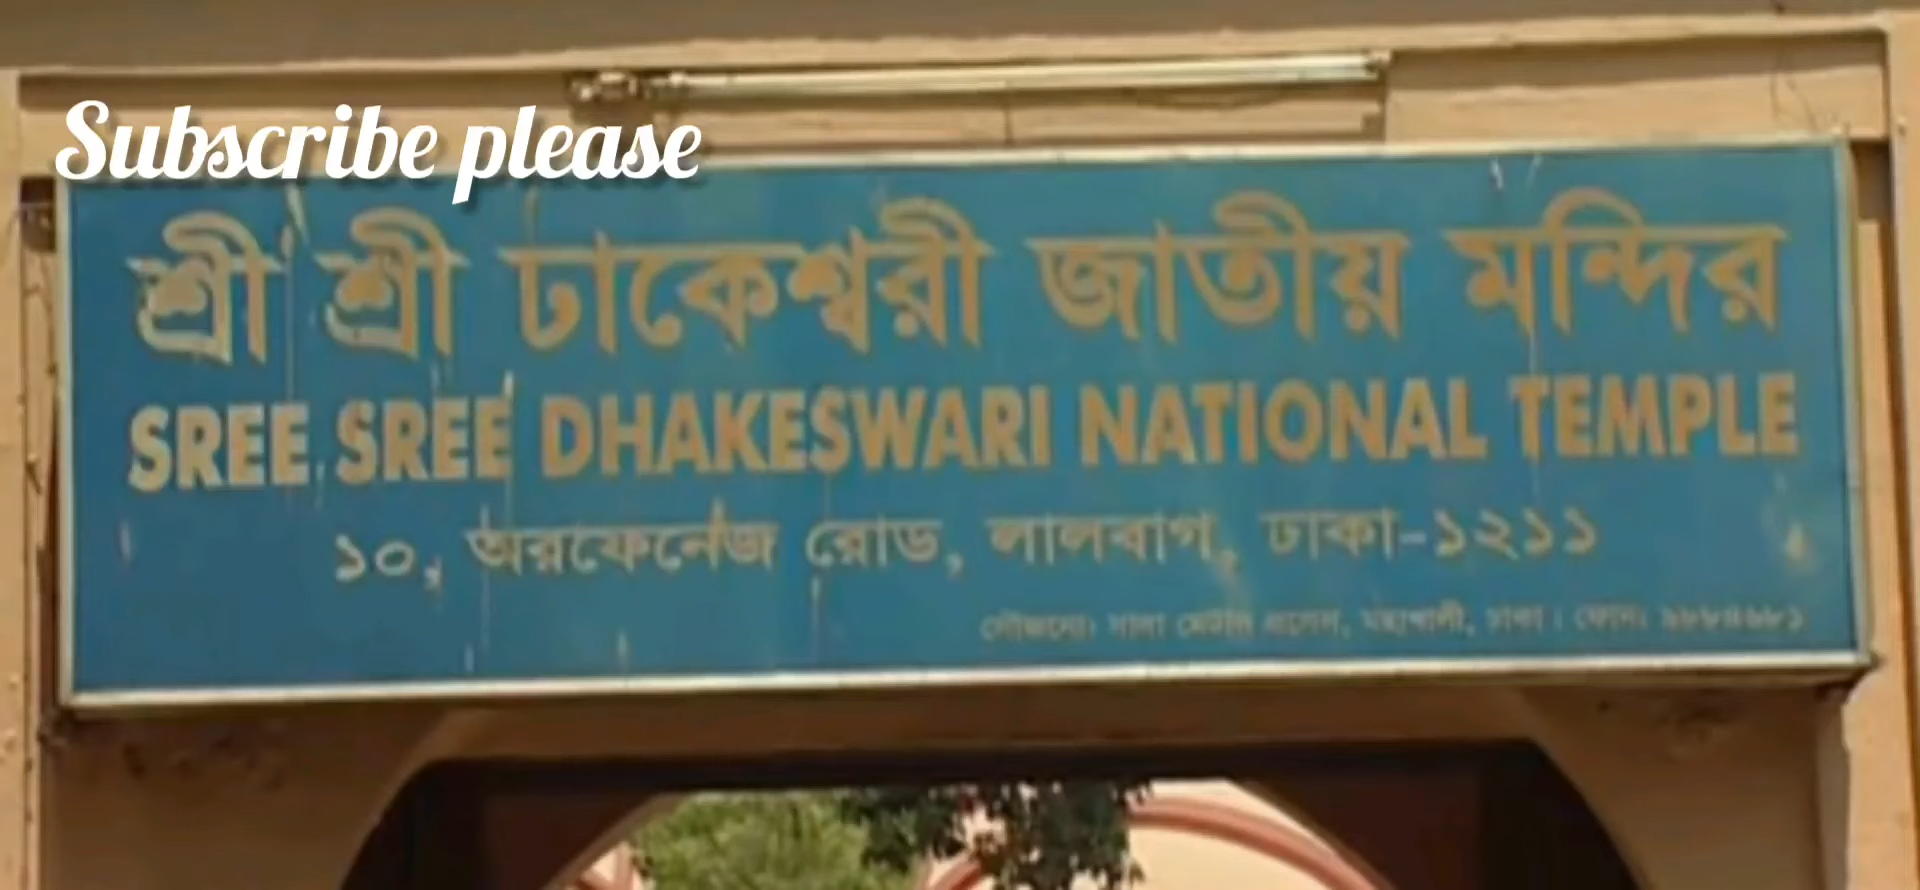 Subscribe please
শ্রী শ্রী ঢাকেশ্বরী জাতীয় মন্দির
SREE SREE DHAKESWARI NATIONAL TEMPLE
১০, অরফেনেজ রোড, লালবাগ, ঢাকা-১২১১